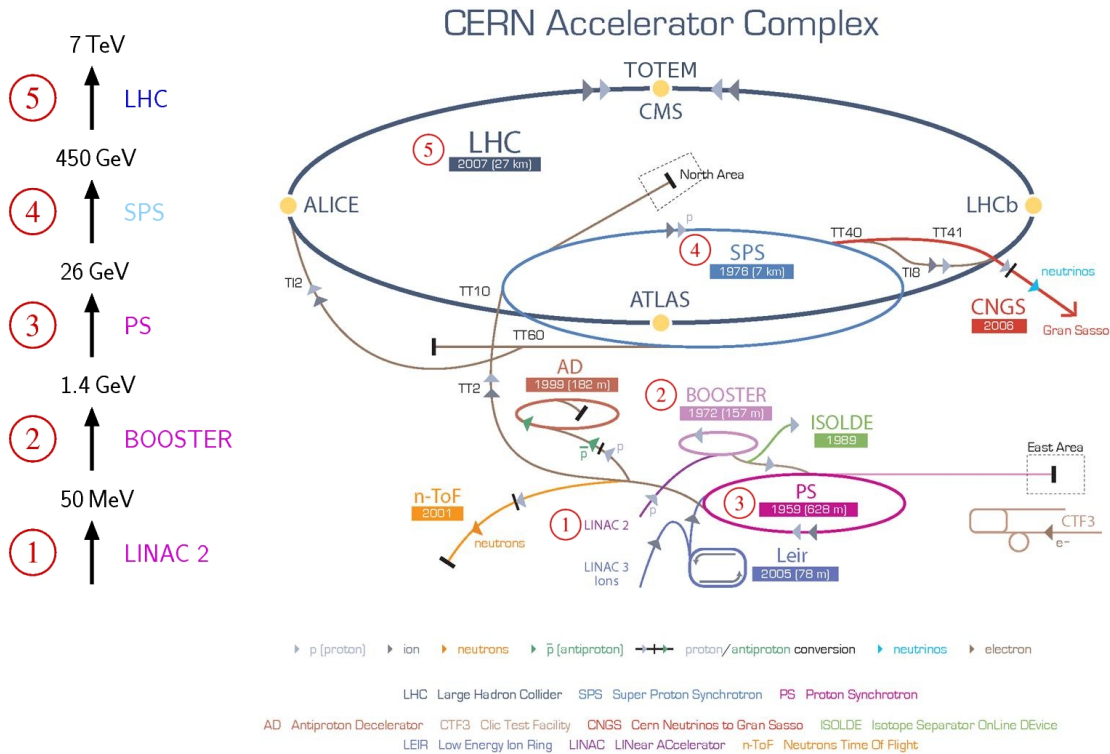 CERN Accelerator Complex
7 TeV
5
LHC
450 GeV
4
SPS
26 GeV
3
PS
1.4 GeV
2
BOOSTER
50 MeV
1
LINAC 2
TOTEM
CMS
5
LHC
2007 (27 km)
North Area
ALICE
LHCb
p
TT40
TT41
4
SPS
1976 (7 km)
TI8
neutrinos
TI2
TT10
ATLAS
CNGS
2006
Gran Sasso
TT60
AD
1999 (182 m)
TT2
2
BOOSTER
1972 (157 m)
ISOLDE
1989
p̅
p
East Area
n-ToF
2001
3
PS
1959 (628 m)
1
LINAC 2
p
neutrons
CTF3
e−
LINAC 3
Ions
Leir
2005 (78 m)
p (proton)
ion
neutrons
p̅ (antiproton)
proton/antiproton conversion
neutrinos
electron
LHC Large Hadron Collider SPS Super Proton Synchrotron PS Proton Synchrotron
AD Antiproton Decelerator CTF3 Clic Test Facility CNGS Cern Neutrinos to Gran Sasso ISOLDE Isotope Separator OnLine DEvice
LEIR Low Energy Ion Ring LINAC LINear ACcelerator n-ToF Neutrons Time Of Flight